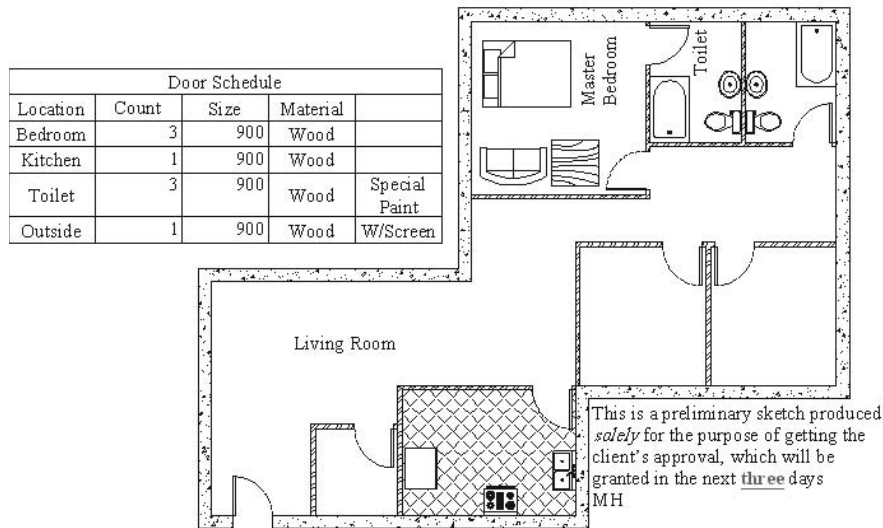 Door Schedule
Location Count Size Material
Bedroom 3 900 Wood
Kitchen 1 900 Wood
Toilet 3 900 Wood Special Paint
Outside 1 900 Wood W/Screen
Master
Bedroom
Toilet
Living Room
This is a preliminary sketch produced
solely for the purpose of getting the
client's approval, which will be
granted in the next three days
MH